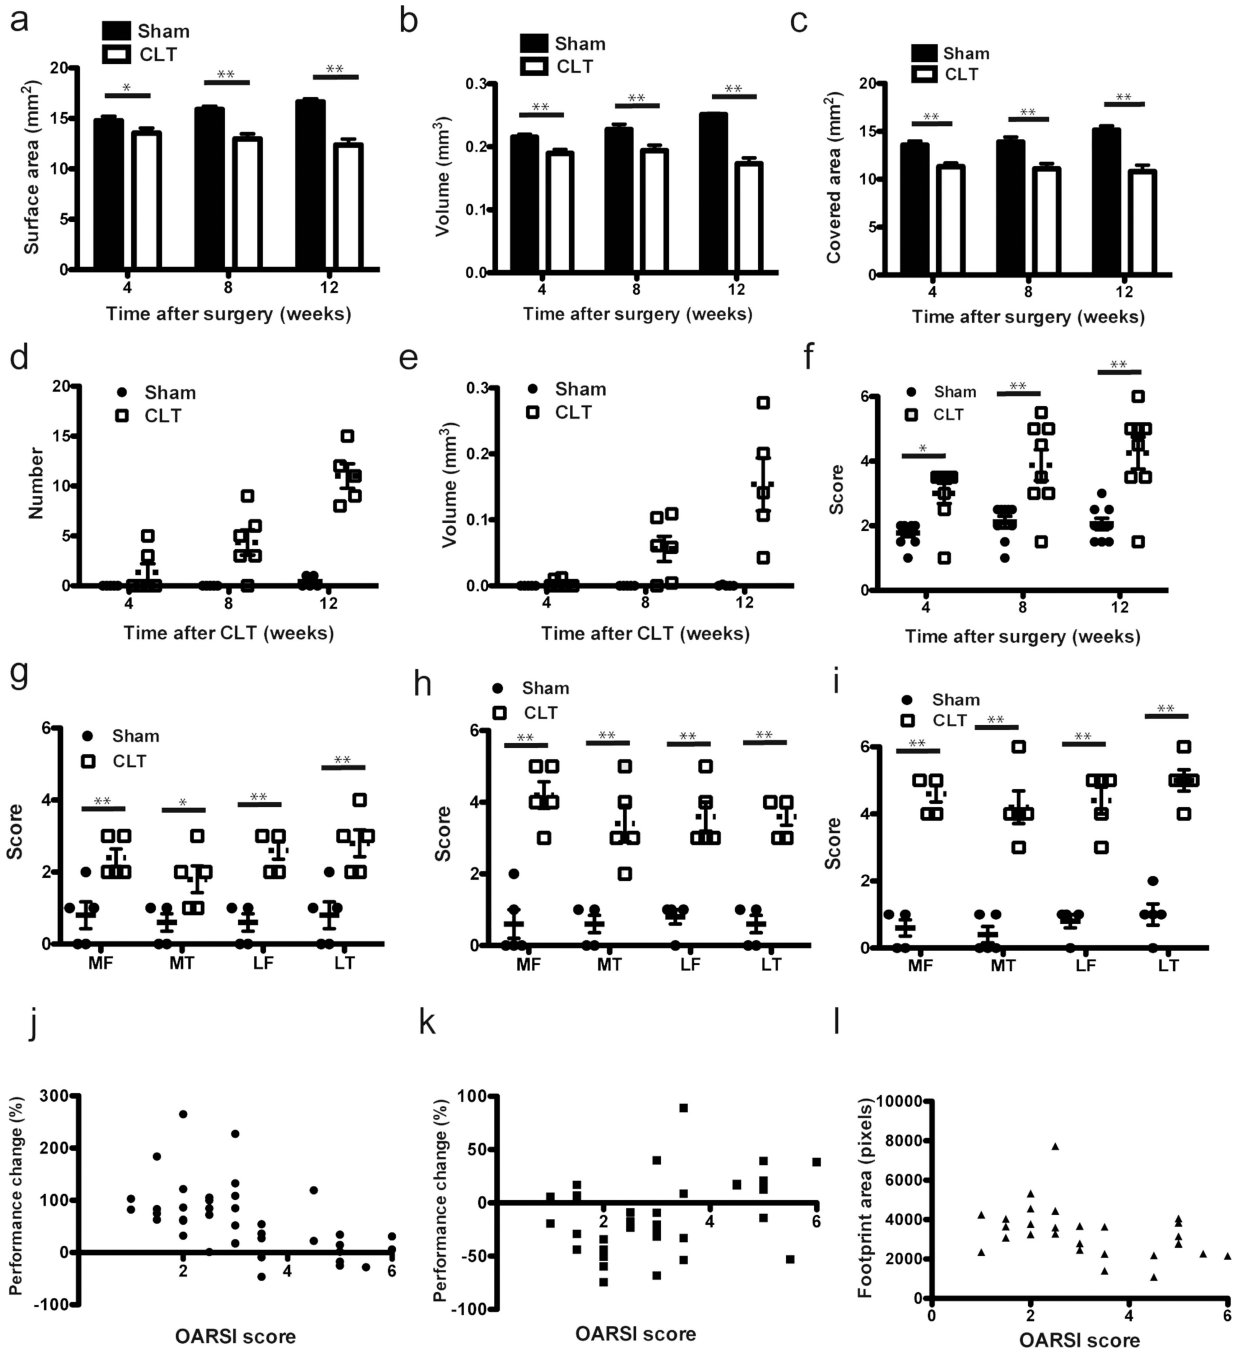 a
Sham
CLT
Surface area (mm2)
20
15
10
5
0
*
**
**
4
8
12
Time after surgery (weeks)
b
Sham
CLT
Volume (mm3)
0.3
0.2
0.1
0.0
**
**
**
4
8
12
Time after surgery (weeks)
c
Sham
CLT
Covered area (mm2)
20
15
10
5
0
**
**
**
4
8
12
Time after surgery (weeks)
d
Sham
CLT
Number
20
15
10
5
0
4
8
12
Time after CLT (weeks)
e
Sham
CLT
Volume (mm3)
0.3
0.2
0.1
0.0
4
8
12
Time after CLT (weeks)
f
Sham
CLT
Score
6
4
2
0
*
**
**
4
8
12
Time after surgery (weeks)
g
Sham
CLT
Score
6
4
2
0
**
*
**
**
MF
MT
LF
LT
h
Sham
CLT
Score
6
4
2
0
**
**
**
**
MF
MT
LF
LT
i
Sham
CLT
Score
6
4
2
0
**
**
**
**
MF
MT
LF
LT
j
Performance change (%)
300
200
100
0
-100
2
4
6
OARSI score
k
Performance change (%)
100
50
0
-50
-100
2
4
6
OARSI score
l
Footprint area (pixels)
10000
8000
6000
4000
2000
0
0
2
4
6
OARSI score